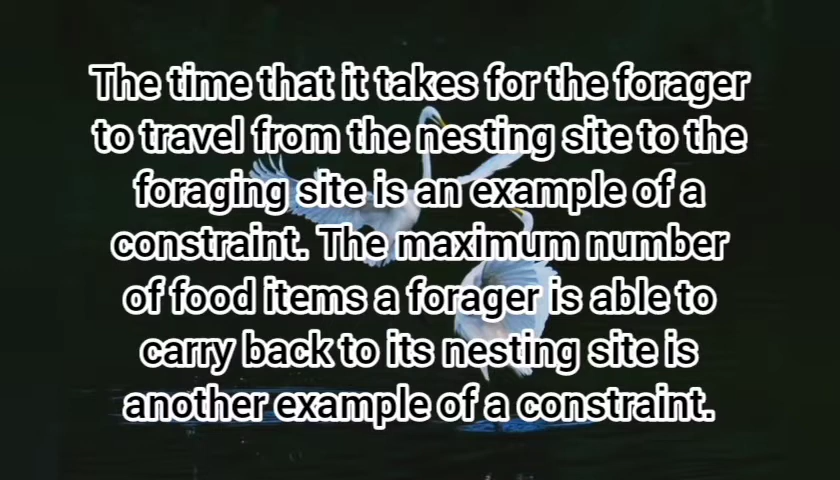 The time that it takes for the forager
to travel from the nesting site to the
foraging site is an example of a
constraint. The maximum number
of food items a forager is able to
carry back to its nesting site is
another example of a constraint.